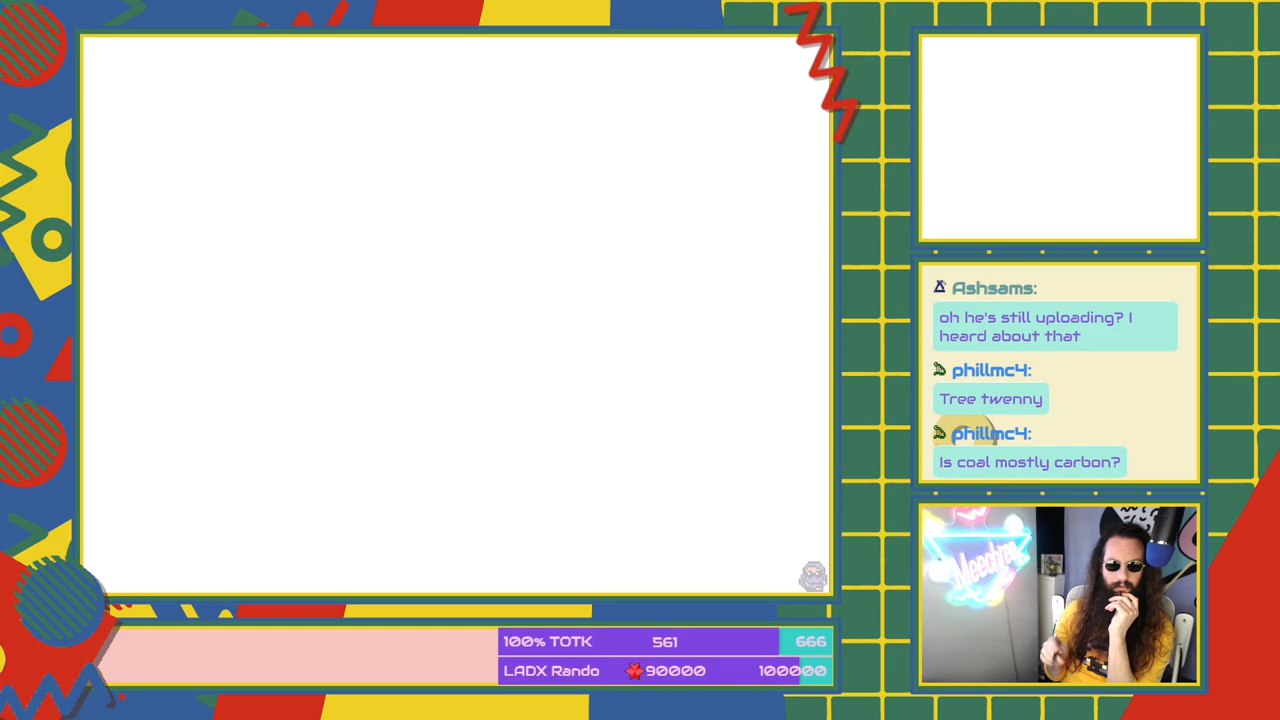 Ashsams:
oh he's still uploading? I
heard about that
phillmc4:
Tree twenny
phillmc4:
Is coal mostly carbon?
Meechree
100% TOTK 561 666
LADX Rando 90000 100000